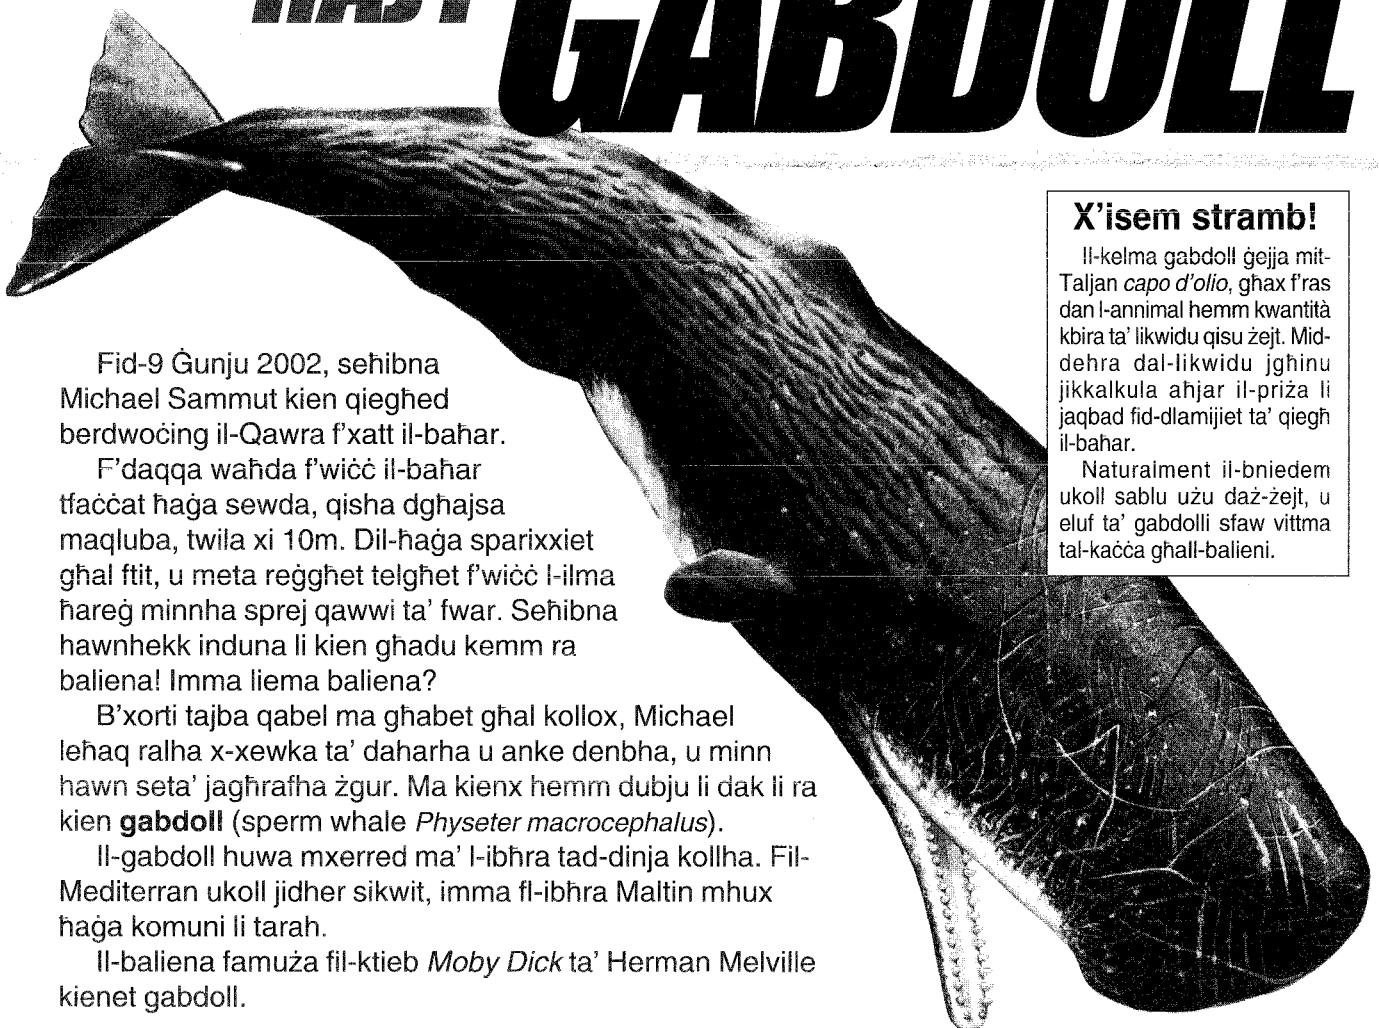 GABDOLL
Fid-9 Ġunju 2002, seħibna
Michael Sammut kien qiegħed
berdwoċing il-Qawra f'xatt il-baħar.
F'daqqa waħda f'wiċċ il-baħar
tfaċċat ħaġa sewda, qisha dgħajsa
maqluba, twila xi 10m. Dil-ħaġa sparixxiet
għal ftit, u meta reġgħet telgħet f'wiċċ l-ilma
ħareġ minnha sprej qawwi ta' fwar. Seħibna
hawnhekk induna li kien għadu kemm ra
baliena! Imma liema baliena?
B'xorti tajba qabel ma għabet għal kollox, Michael
leħaq ralha x-xewka ta' daharha u anke denbha, u minn
hawn seta' jagħrafha żgur. Ma kienx hemm dubju li dak li ra
kien gabdoll (sperm whale Physeter macrocephalus).
Il-gabdoll huwa mxerred ma' l-ibħra tad-dinja kollha. Fil-
Mediterran ukoll jidher sikwit, imma fl-ibħra Maltin mhux
ħaġa komuni li tarah.
Il-baliena famuża fil-ktieb Moby Dick ta' Herman Melville
kienet gabdoll.
X'isem stramb!
Il-kelma gabdoll ġejja mit-
Taljan capo d'olio, għax f'ras
dan l-annimal hemm kwantità
kbira ta' likwidu qisu żejt. Mid-
dehra dal-likwidu jgħinu
jikkalkula aħjar il-priża li
jaqbad fid-dlamijiet ta' qiegħ
il-baħar.
Naturalment il-bniedem
ukoll sablu użu daż-żejt, u
eluf ta' gabdolli sfaw vittma
tal-kaċċa għall-balieni.